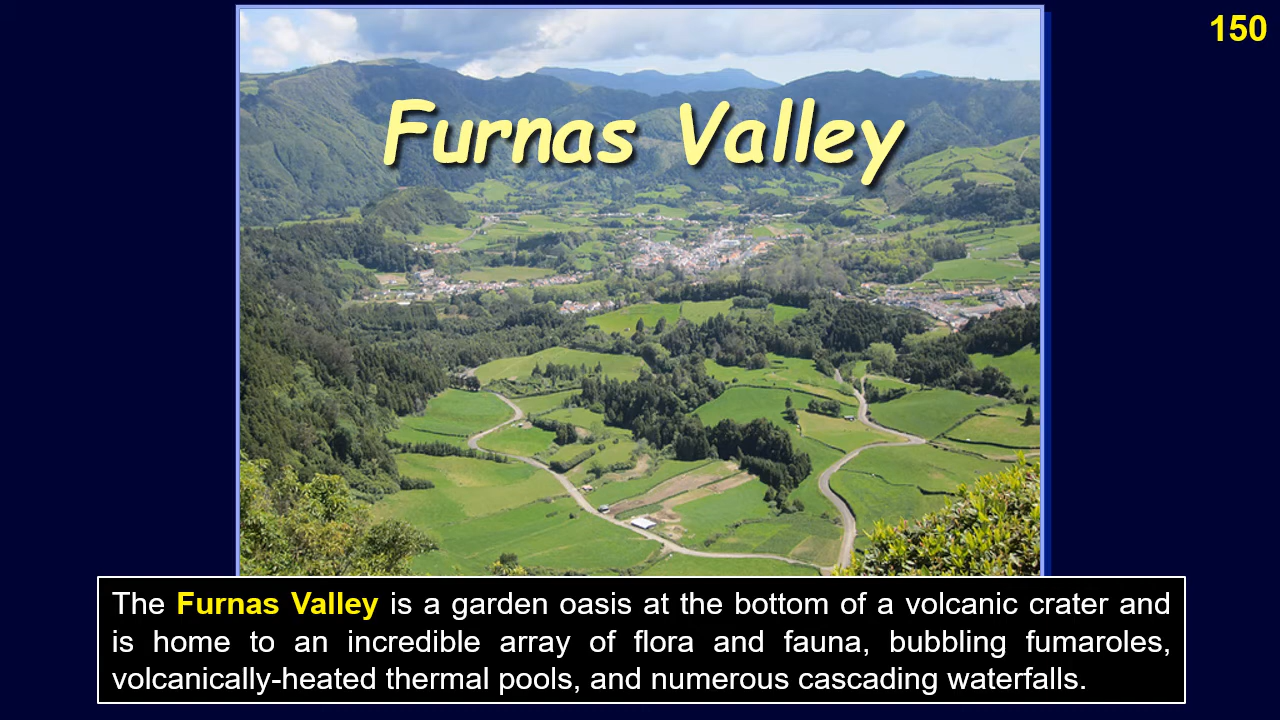 150
Furnas Valley
The Furnas Valley is a garden oasis at the bottom of a volcanic crater and
is home to an incredible array of flora and fauna, bubbling fumaroles,
volcanically-heated thermal pools, and numerous cascading waterfalls.